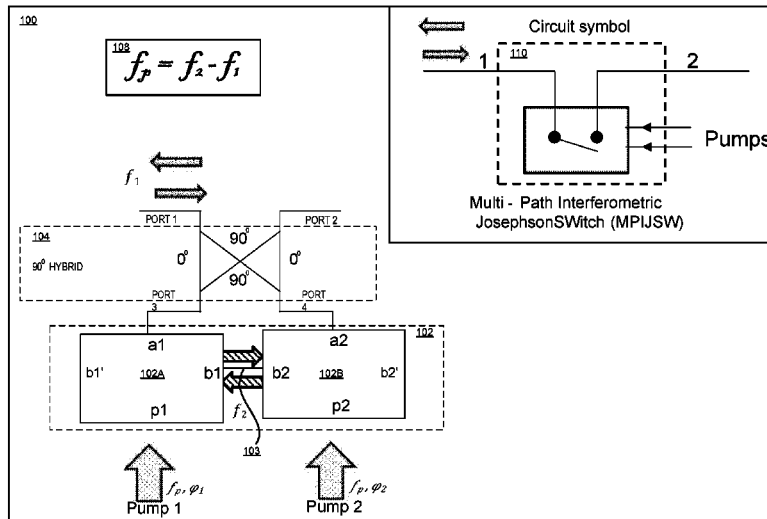 100
108
fp = f2 - f1
Circuit symbol
110
1
2
Pumps
Multi - Path Interferometric
JosephsonSWitch (MPIJSW)
f1
PORT 1
PORT 2
104
90°
0°
0°
90° HYBRID
90°
PORT
3
PORT
4
102
a1
a2
b1'
102A
b1
b2
102B
b2'
p1
p2
f2
103
fp, φ1
fp, φ2
Pump 1
Pump 2